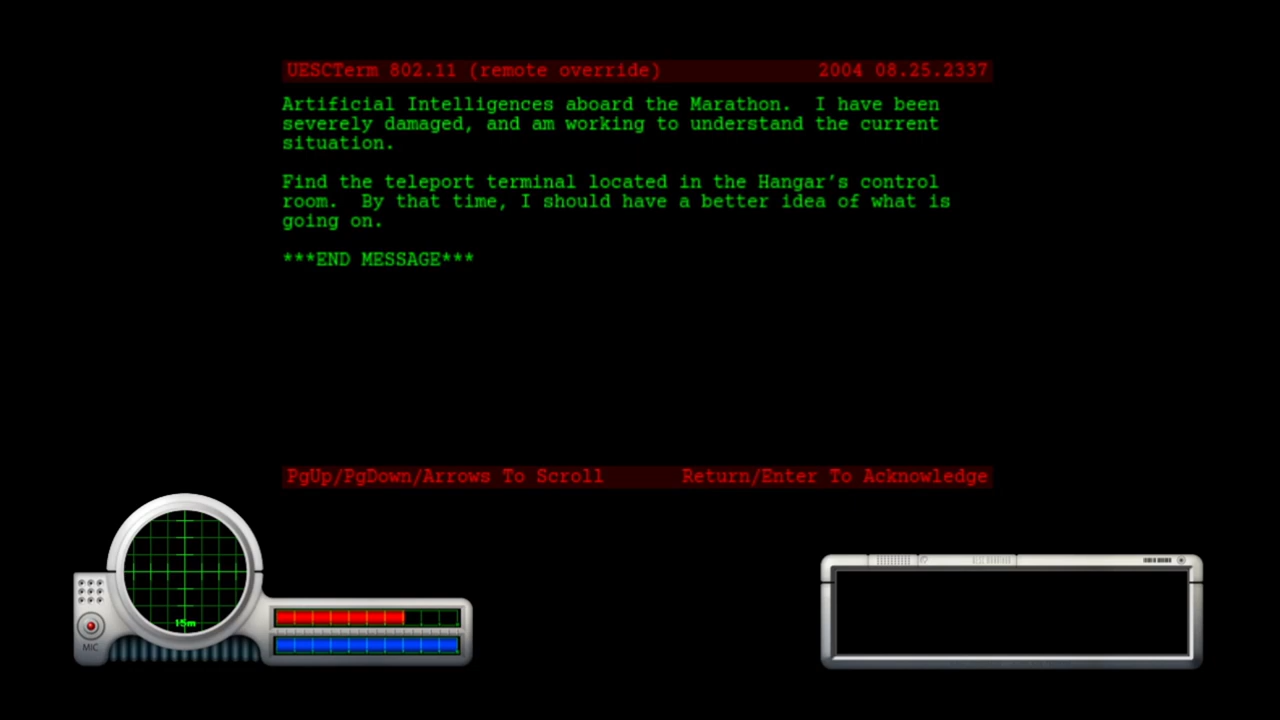 UESCTerm 802.11 (remote override) 2004 08.25.2337
Artificial Intelligences aboard the Marathon.  I have been
severely damaged, and am working to understand the current
situation.
Find the teleport terminal located in the Hangar's control
room.  By that time, I should have a better idea of what is
going on.
***END MESSAGE***
PgUp/PgDown/Arrows To Scroll Return/Enter To Acknowledge
15m
MIC